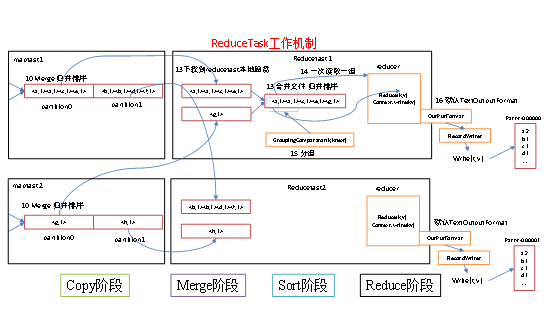 ReduceTask工作机制
maptask1
Reducetask1
reducer
10 Merge 归并排序
13下载到reducetask本地磁盘
14 一次读取一组
<a,1><a,1><c,1><a,1>
<b,1><b,1><d,1><f,1>
partition0
partition1
13合并文件 归并排序
<g,1>
Reduce(k,v)
Context.write(k,v)
16 默认TextOutputFormat
OutPutFormat
GroupingComparator(k,knext)
15 分组
RecordWriter
Write(k,v)
Part-r-000000
a 2
b 1
c 1
d 1
...
maptask2
Reducetask2
reducer
10 Merge 归并排序
<g,1>
<h,1>
partition0
partition1
<b,1><b,1><d,1><f,1>
<h,1>
Reduce(k,v)
Context.write(k,v)
默认TextOutputFormat
OutPutFormat
RecordWriter
Write(k,v)
Part-r-000001
a 2
b 1
c 1
d 1
...
Copy阶段
Merge阶段
Sort阶段
Reduce阶段